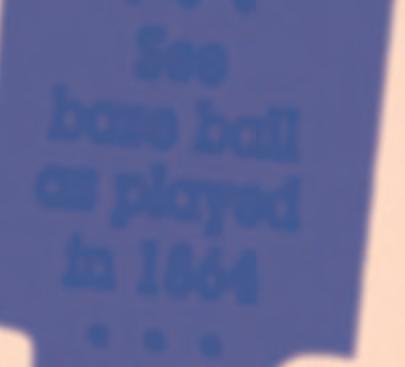 See
base ball
as played
in 1864